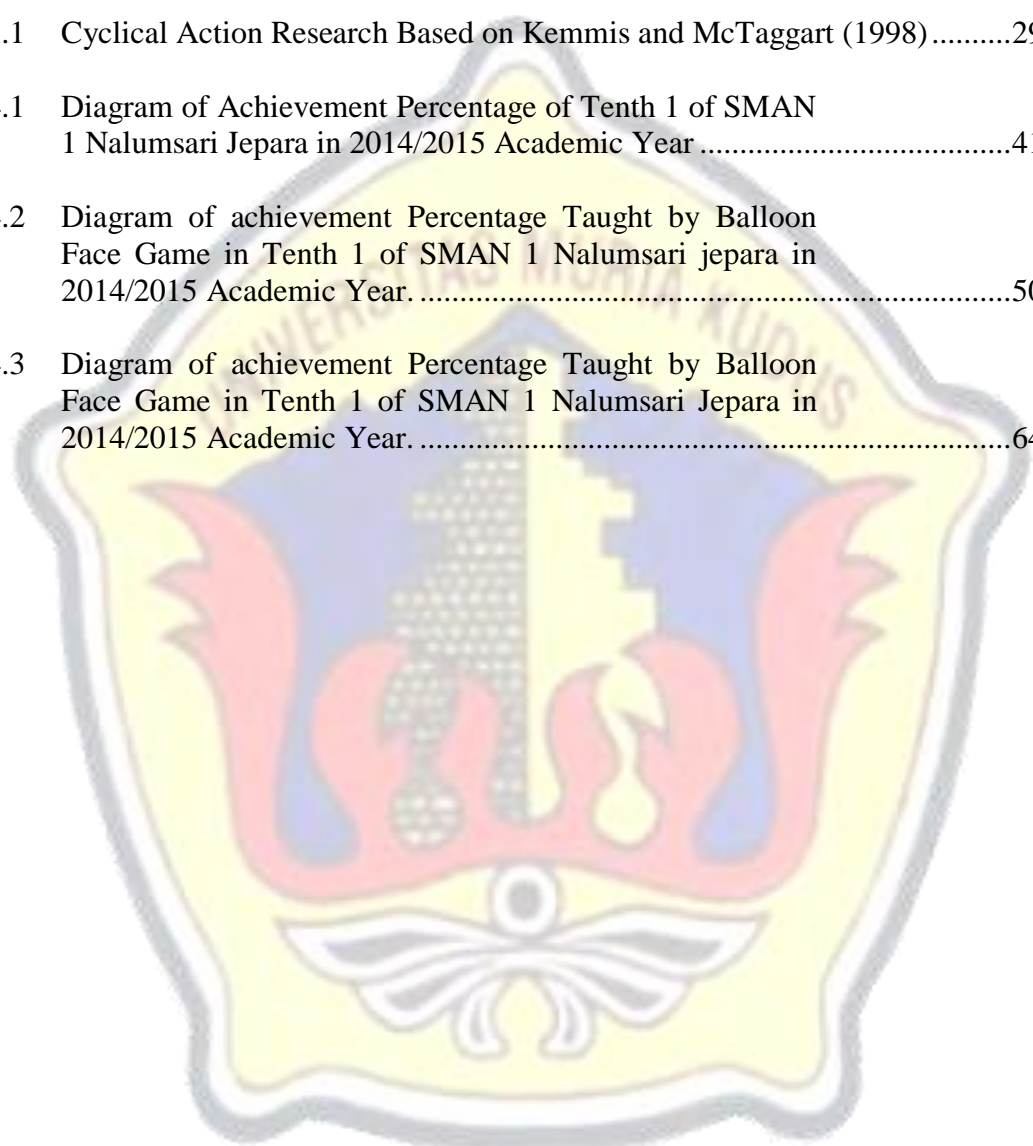 .1 Cyclical Action Research Based on Kemmis and McTaggart (1998) ..........29
.1 Diagram of Achievement Percentage of Tenth 1 of SMAN
1 Nalumsari Jepara in 2014/2015 Academic Year .......................................41
.2 Diagram of achievement Percentage Taught by Balloon
Face Game in Tenth 1 of SMAN 1 Nalumsari jepara in
2014/2015 Academic Year. ..........................................................................50
.3 Diagram of achievement Percentage Taught by Balloon
Face Game in Tenth 1 of SMAN 1 Nalumsari Jepara in
2014/2015 Academic Year. ..........................................................................64
UNIVERSITAS MURIA KUDUS